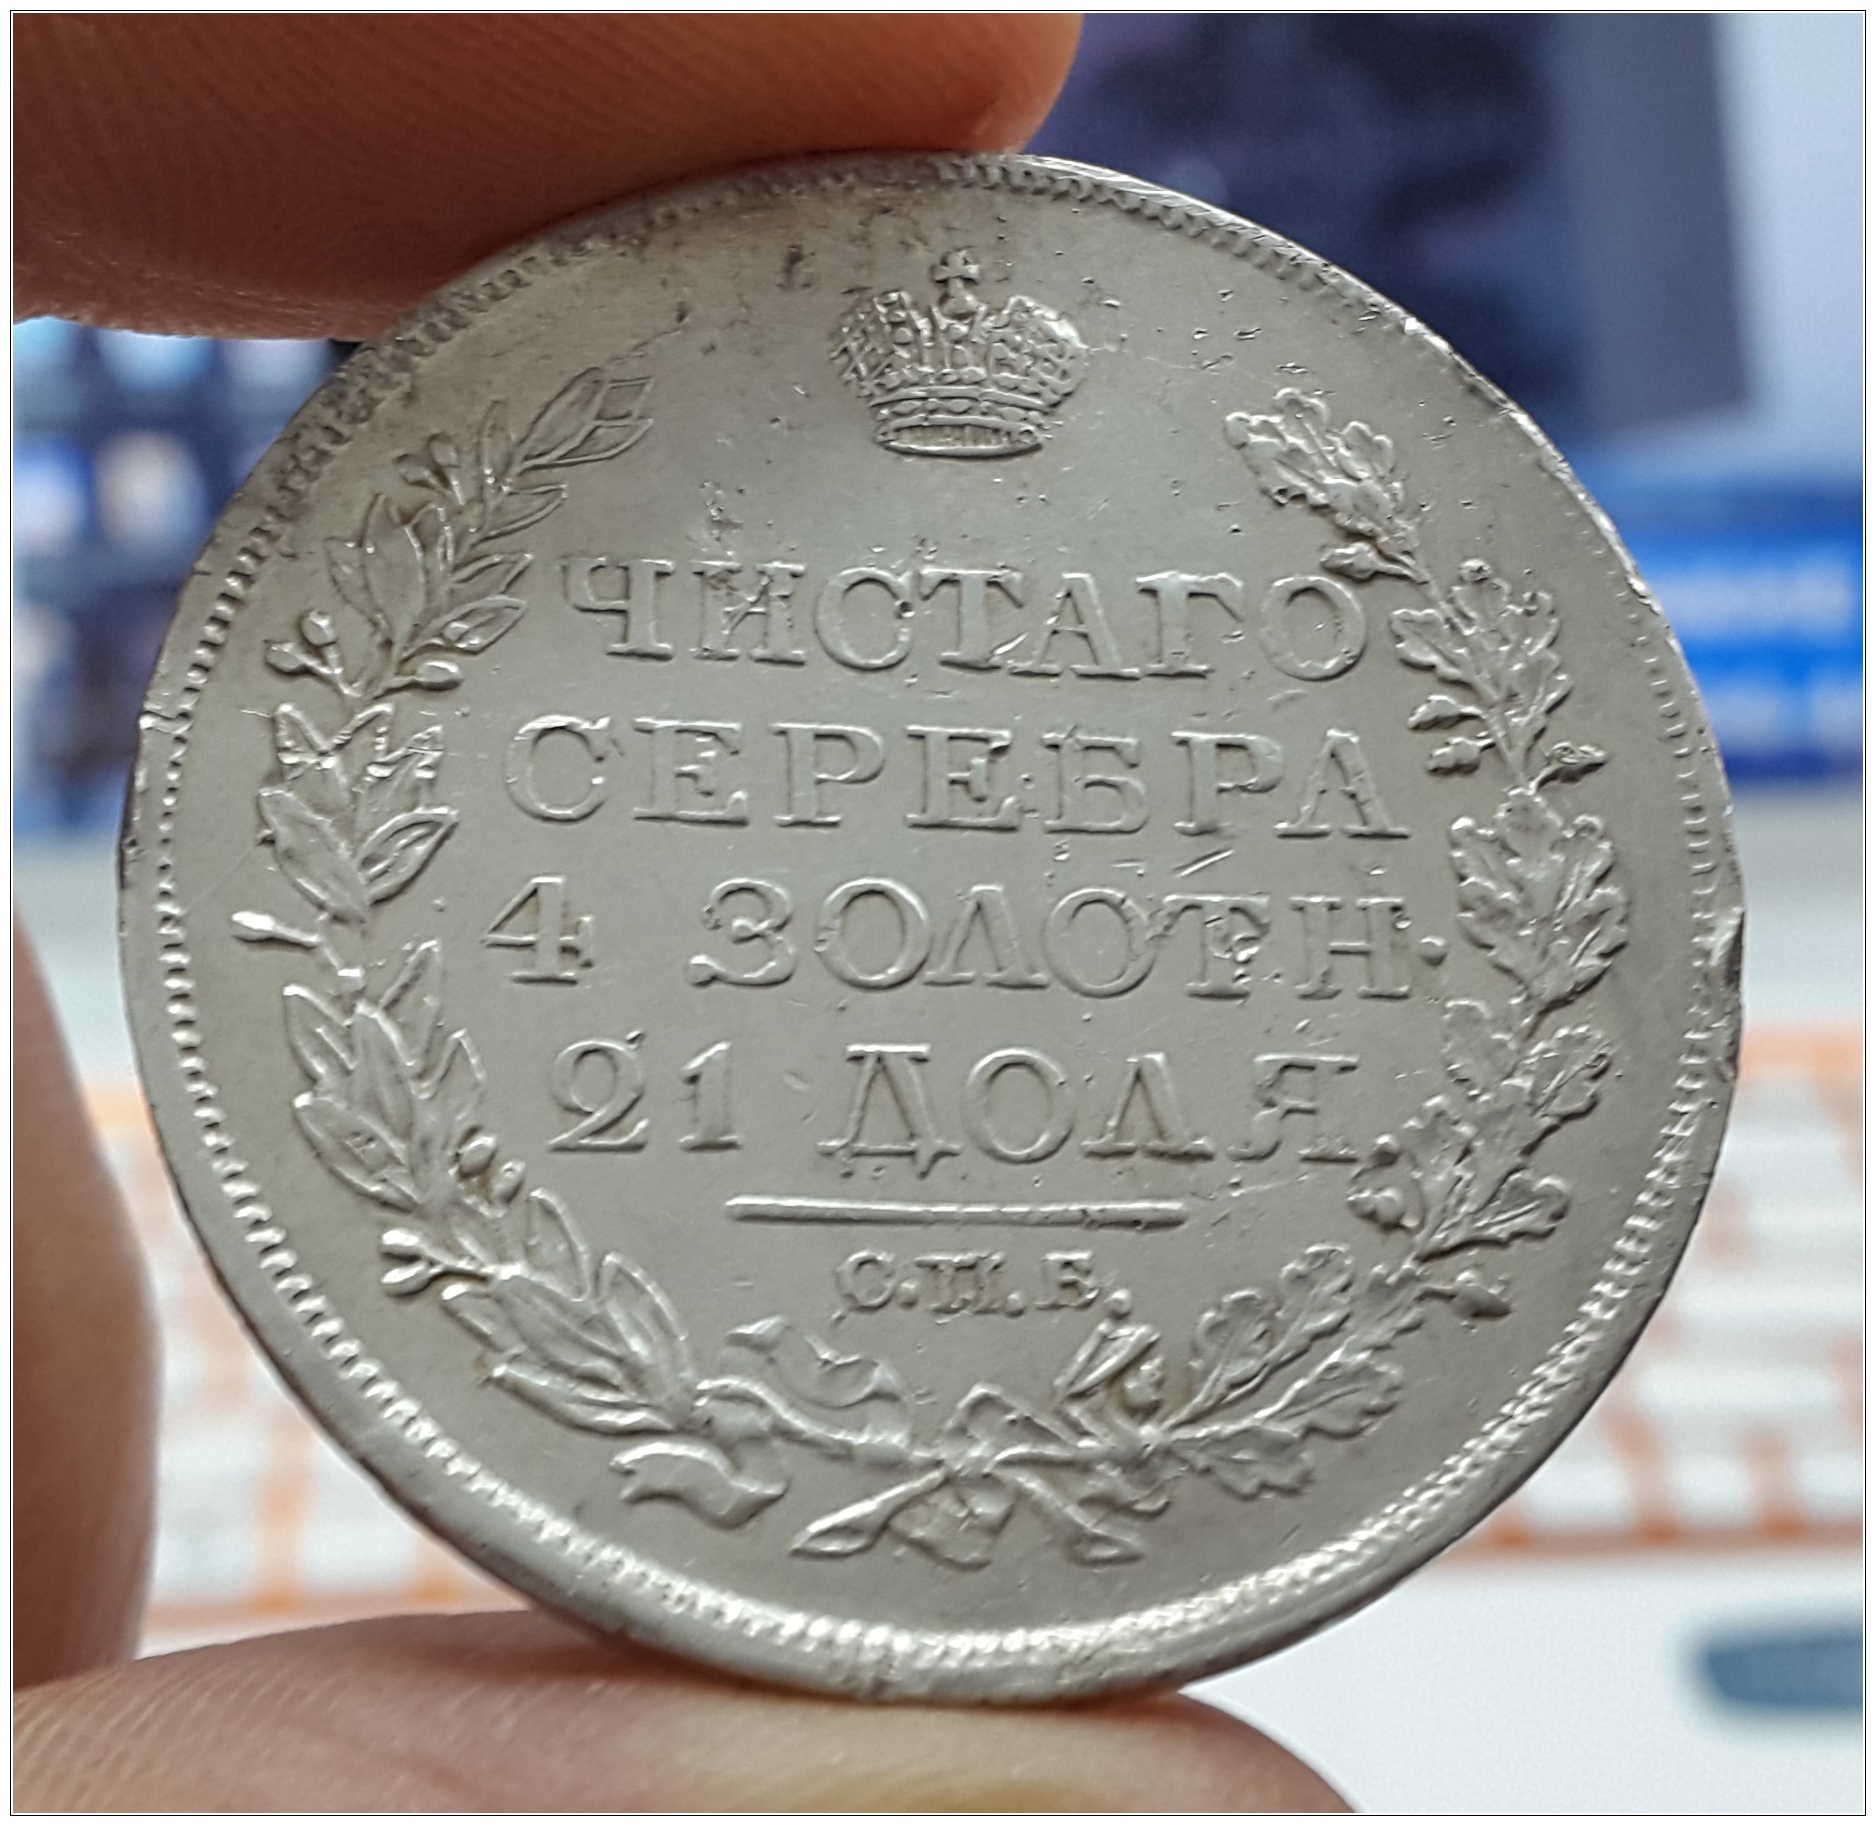 ЧИСТАГО
СЕРЕБРА
4 ЗОЛОТН.
21 ДОЛЯ
С.П.Б.